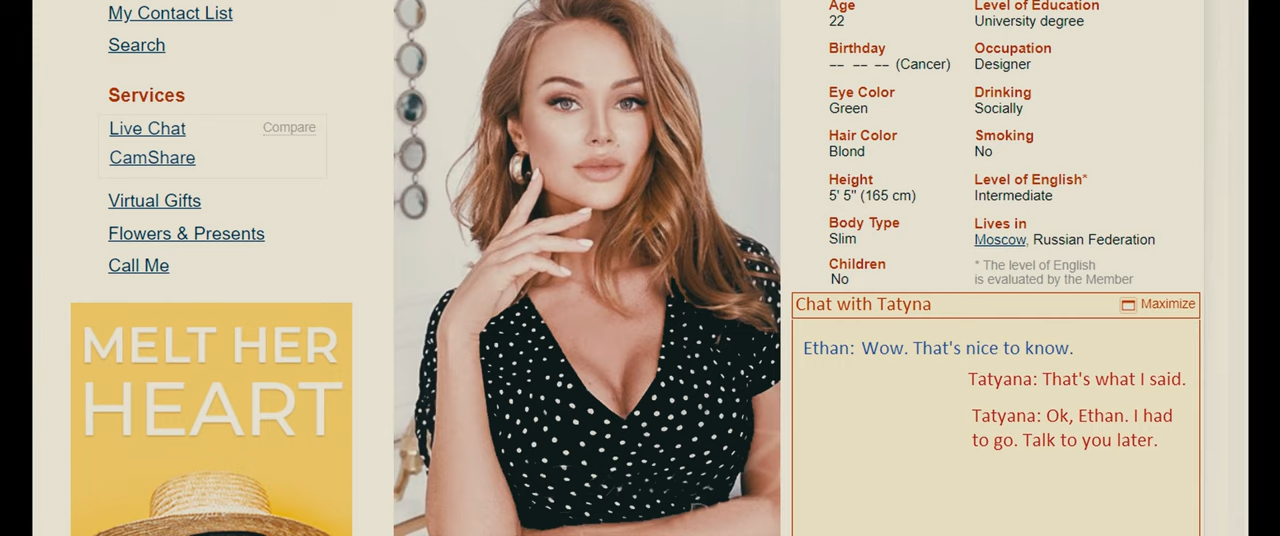 My Contact List
Search
Services
Live Chat
Compare
CamShare
Virtual Gifts
Flowers & Presents
Call Me
MELT HER
HEART
Age
22
Birthday
-- -- -- (Cancer)
Eye Color
Green
Hair Color
Blond
Height
5' 5" (165 cm)
Body Type
Slim
Children
No
Level of Education
University degree
Occupation
Designer
Drinking
Socially
Smoking
No
Level of English*
Intermediate
Lives in
Moscow, Russian Federation
* The level of English
is evaluated by the Member
Chat with Tatyna
Maximize
Ethan: Wow. That's nice to know.
Tatyana: That's what I said.
Tatyana: Ok, Ethan. I had
to go. Talk to you later.